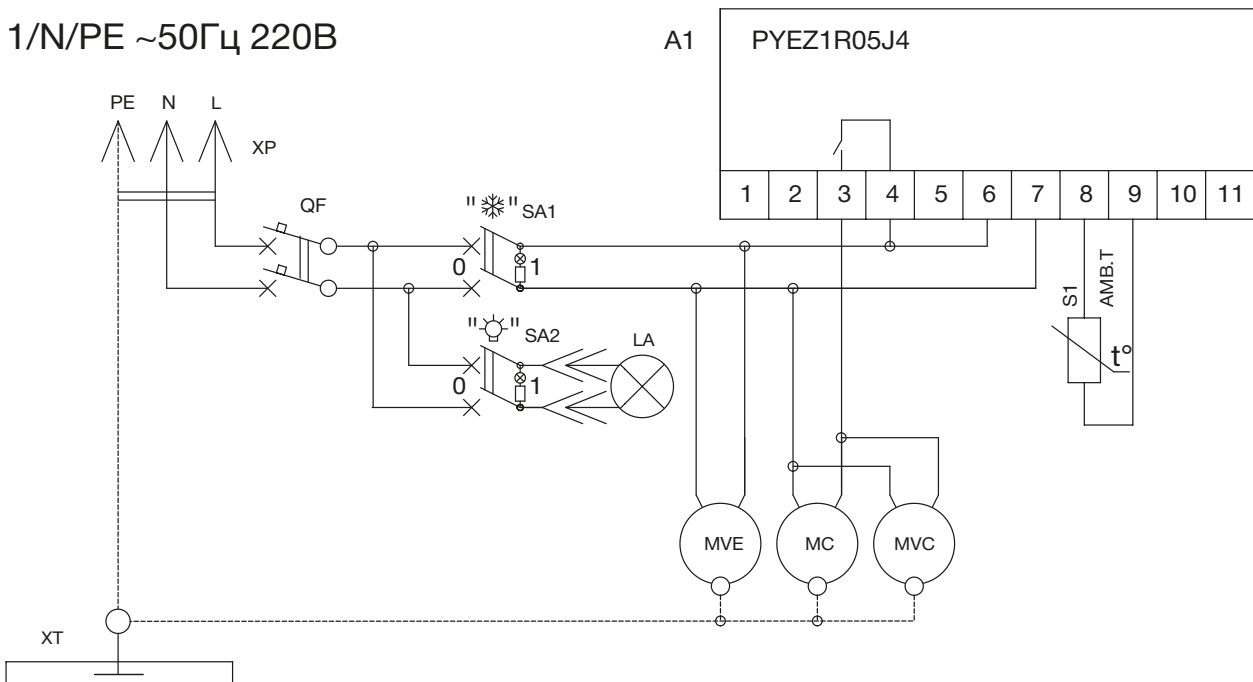 1/N/PE ~50Гц 220В
A1 PYEZ1R05J4
PE N L
XP
1 2 3 4 5 6 7 8 9 10 11
QF
" " SA1
0 1
S1
AMB.T
" " SA2
LA
0 1
t°
MVE MC MVC
XT